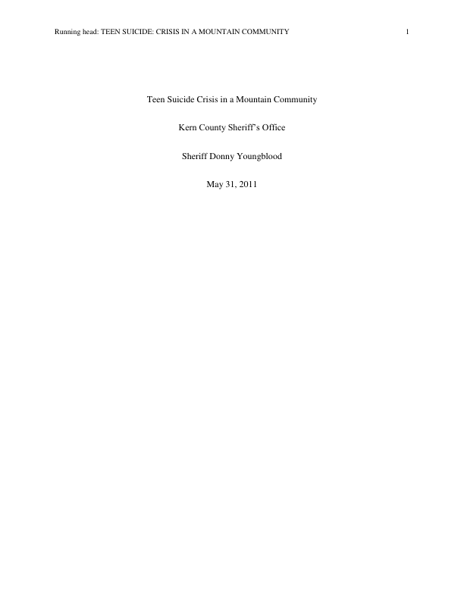 Running head: TEEN SUICIDE: CRISIS IN A MOUNTAIN COMMUNITY 1
Teen Suicide Crisis in a Mountain Community
Kern County Sheriff's Office
Sheriff Donny Youngblood
May 31, 2011